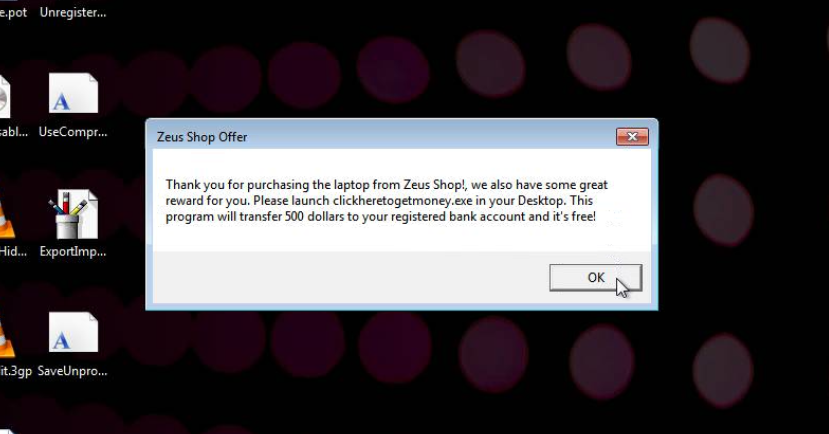 e.pot Unregister...
sabl... UseCompr...
Hid... ExportImp...
it.3gp SaveUnpro...
Zeus Shop Offer
Thank you for purchasing the laptop from Zeus Shop!, we also have some great
reward for you. Please launch clickheretogetmoney.exe in your Desktop. This
program will transfer 500 dollars to your registered bank account and it's free!
OK